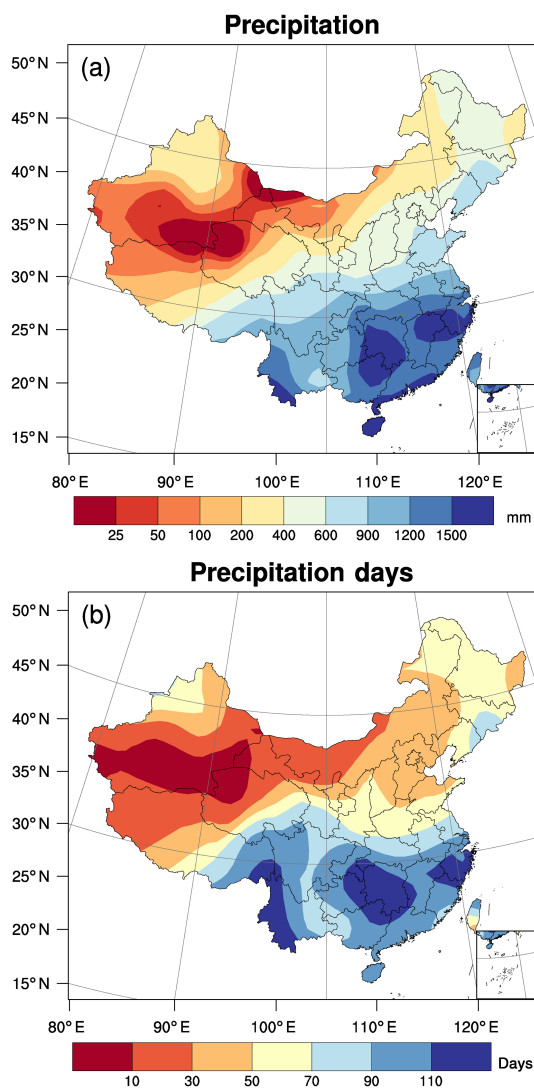 Precipitation
(a)
50° N
45° N
40° N
35° N
30° N
25° N
20° N
15° N
80° E 90° E 100° E 110° E 120° E
25 50 100 200 400 600 900 1200 1500 mm
Precipitation days
(b)
50° N
45° N
40° N
35° N
30° N
25° N
20° N
15° N
80° E 90° E 100° E 110° E 120° E
10 30 50 70 90 110 Days